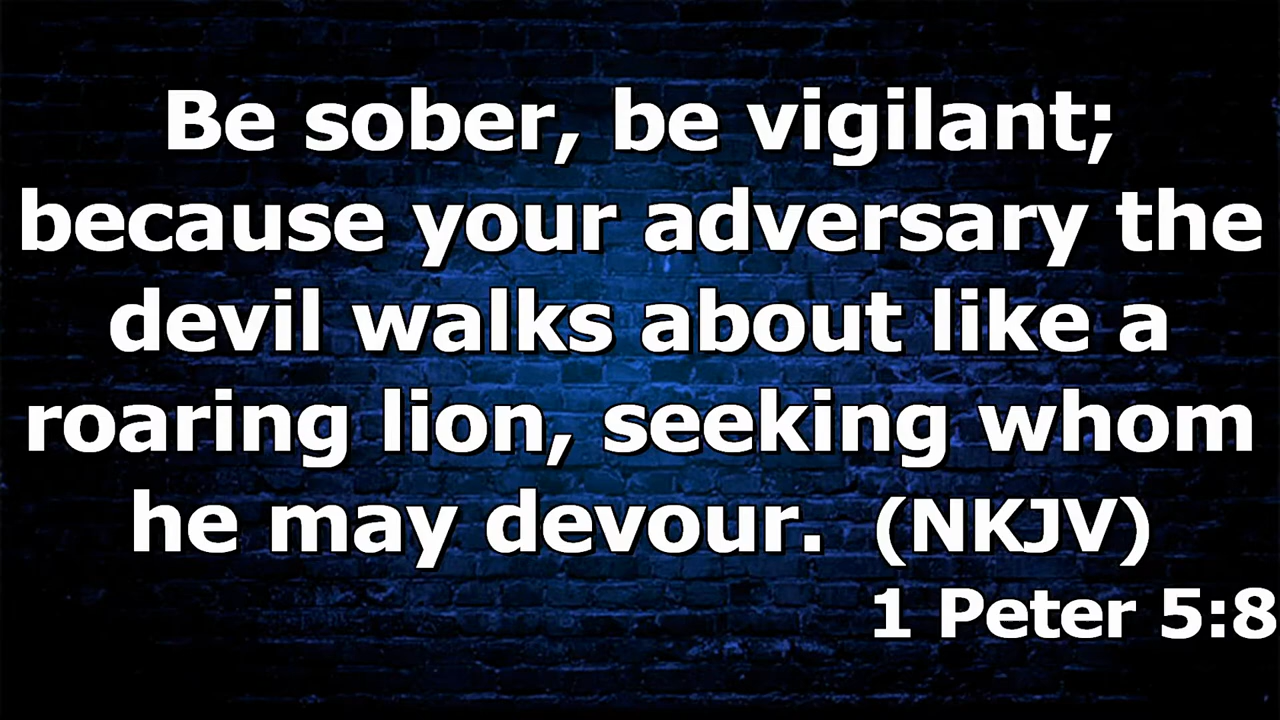 Be sober, be vigilant;
because your adversary the
devil walks about like a
roaring lion, seeking whom
he may devour.  (NKJV)
1 Peter 5:8